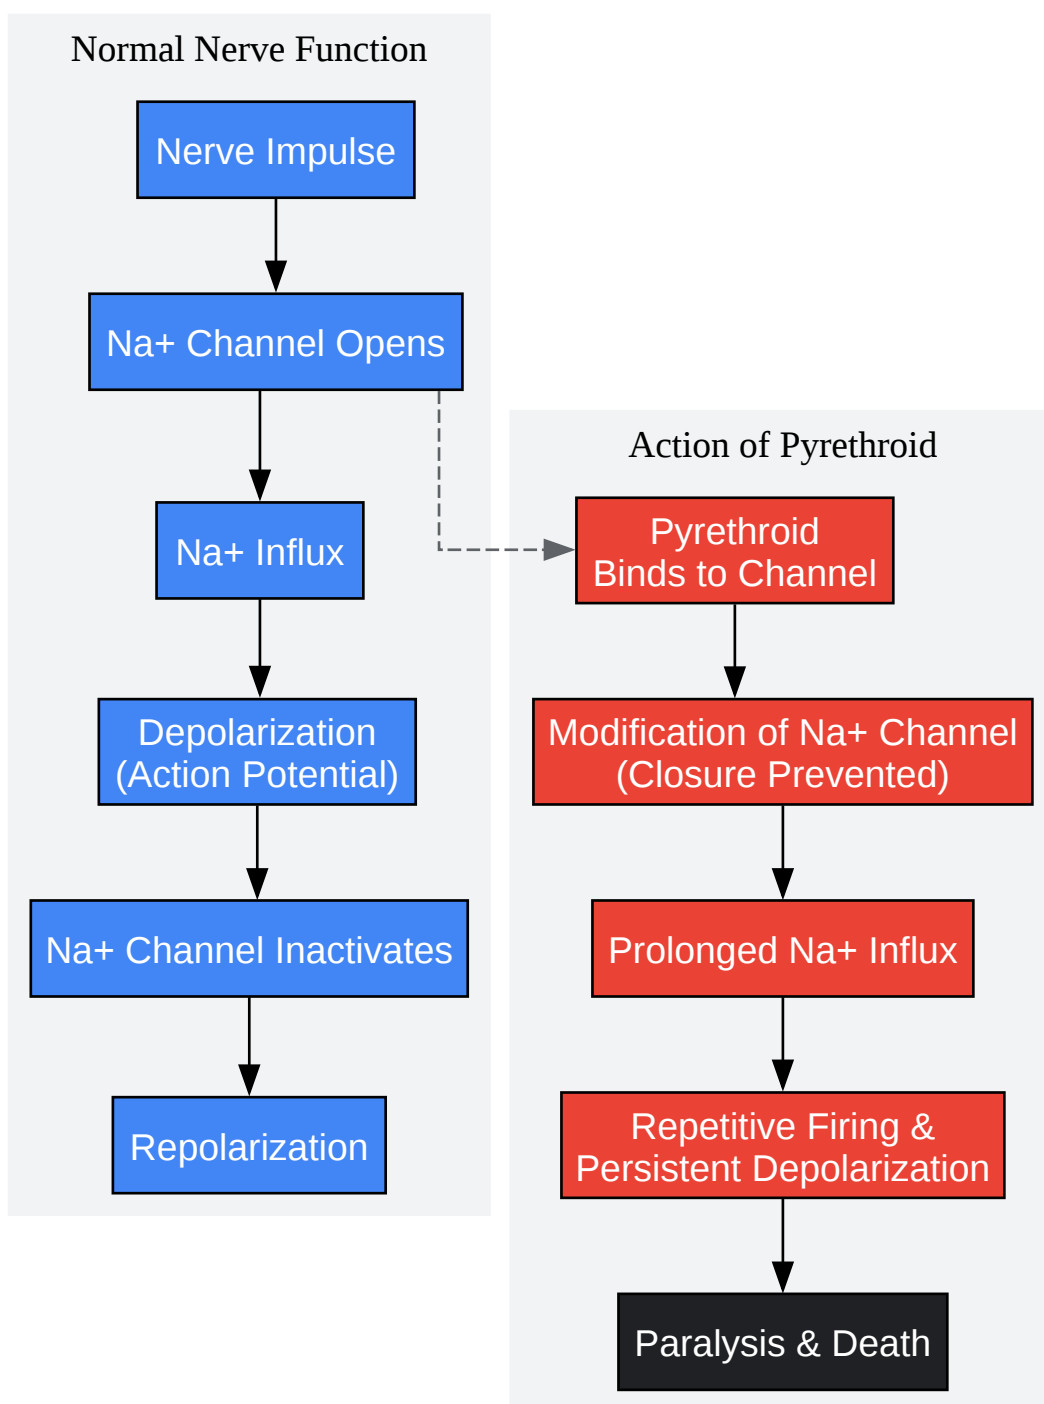 Normal Nerve Function
Nerve Impulse
Na+ Channel Opens
Na+ Influx
Depolarization
(Action Potential)
Na+ Channel Inactivates
Repolarization
Action of Pyrethroid
Pyrethroid
Binds to Channel
Modification of Na+ Channel
(Closure Prevented)
Prolonged Na+ Influx
Repetitive Firing &
Persistent Depolarization
Paralysis & Death